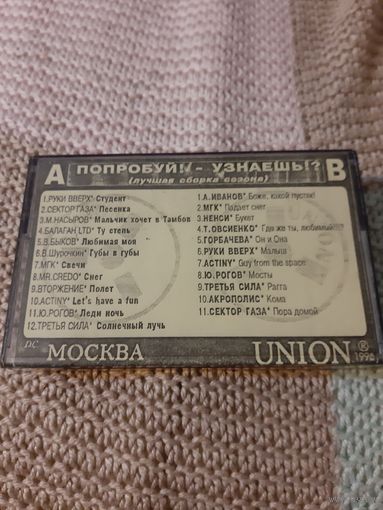 A ПОПРОБУЙ! - УЗНАЕШЬ!? B
(лучшая сборка сезона)
1.РУКИ ВВЕРХ* Студент
2.СЕКТОР ГАЗА* Песенка
3.М.НАСЫРОВ* Мальчик хочет в Тамбов
4.БАЛАГАН,LTD* Ту степь
5.В.БЫКОВ* Любимая моя
6.В.Шурочкин* Губы в губы
7.МГК* Свечи
8.MR.CREDO* Снег
9.ВТОРЖЕНИЕ* Полет
10.ACTINY* Let's have a fun
11.Ю.РОГОВ* Леди ночь
12.ТРЕТЬЯ СИЛА* Солнечный лучь
1.А.ИВАНОВ* Боже, какой пустяк!
2.МГК* Падает снег
3.НЕНСИ* Букет
4.Т.ОВСИЕНКО* Где же ты, любимый
5.ГОРБАЧЕВА* Он и Она
6.РУКИ ВВЕРХ* Малыш
7.ACTINY* Guy from the space
8.Ю.РОГОВ* Мосты
9.ТРЕТЬЯ СИЛА* Рагга
10.АКРОПОЛИС* Кома
11.СЕКТОР ГАЗА* Пора домой
DC МОСКВА UNION ®